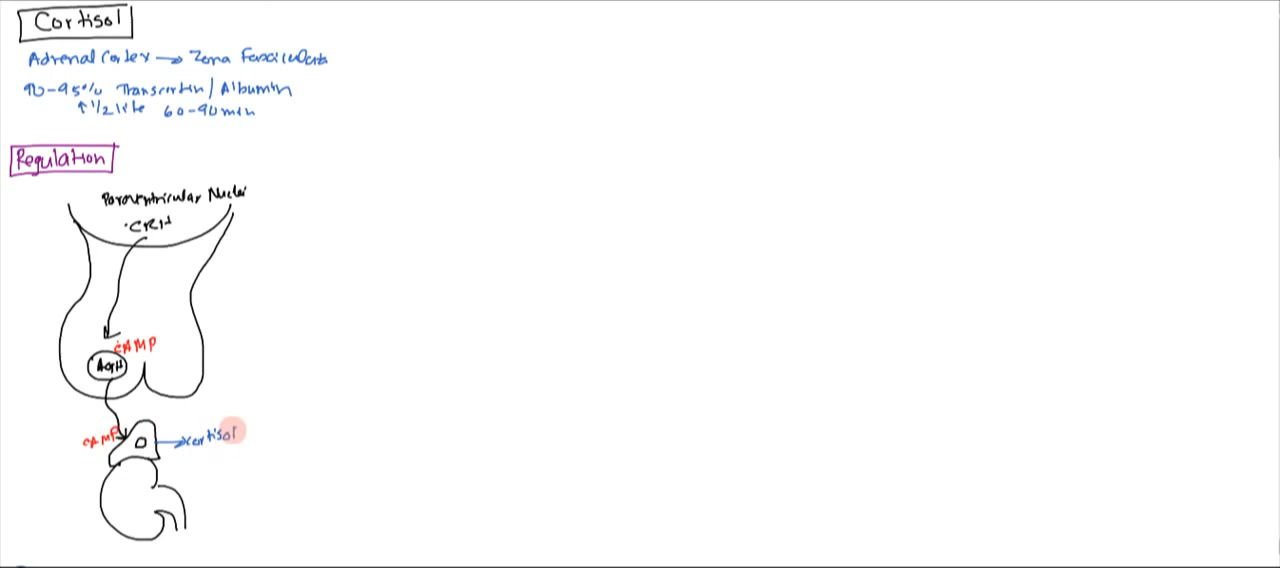 Cortisol
Adrenal Cortex → Zona Fasciculata
90-95% Transcortin / Albumin
↑ 1/2 life 60-90 min
Regulation
Paraventricular Nuclei
·CRH
cAMP
ACTH
cAMP
cortisol